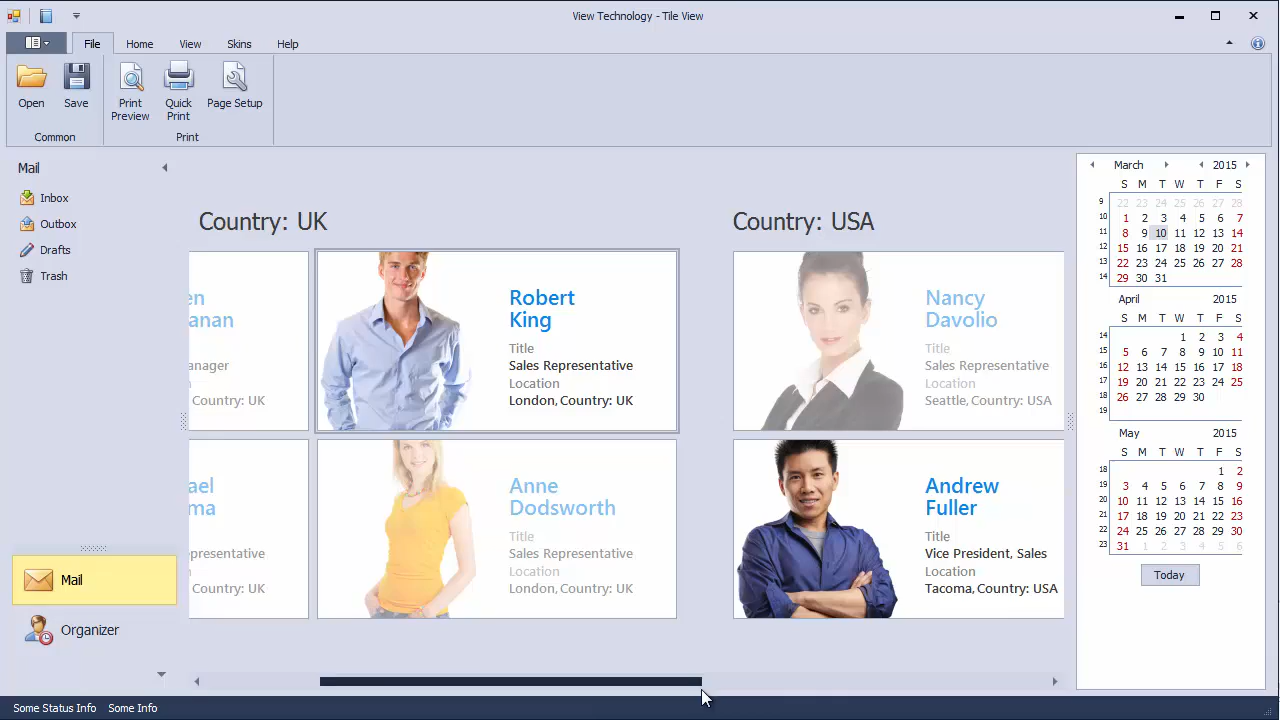 View Technology - Tile View
File Home View Skins Help
Open Save Print Preview Quick Print Page Setup
Common Print
Mail
Inbox
Outbox
Drafts
Trash
Mail
Organizer
Country: UK
en
anan
anager
n
Country: UK
Robert
King
Title
Sales Representative
Location
London, Country: UK
ael
ma
epresentative
Country: UK
Anne
Dodsworth
Title
Sales Representative
Location
London, Country: UK
Country: USA
Nancy
Davolio
Title
Sales Representative
Location
Seattle, Country: USA
Andrew
Fuller
Title
Vice President, Sales
Location
Tacoma, Country: USA
March 2015
S M T W T F S
9 22 23 24 25 26 27 28
10 1 2 3 4 5 6 7
11 8 9 10 11 12 13 14
12 15 16 17 18 19 20 21
13 22 23 24 25 26 27 28
14 29 30 31
April 2015
S M T W T F S
14 1 2 3 4
15 5 6 7 8 9 10 11
16 12 13 14 15 16 17 18
17 19 20 21 22 23 24 25
18 26 27 28 29 30
19
May 2015
S M T W T F S
18 1 2
19 3 4 5 6 7 8 9
20 10 11 12 13 14 15 16
21 17 18 19 20 21 22 23
22 24 25 26 27 28 29 30
23 31 1 2 3 4 5 6
Today
Some Status Info Some Info